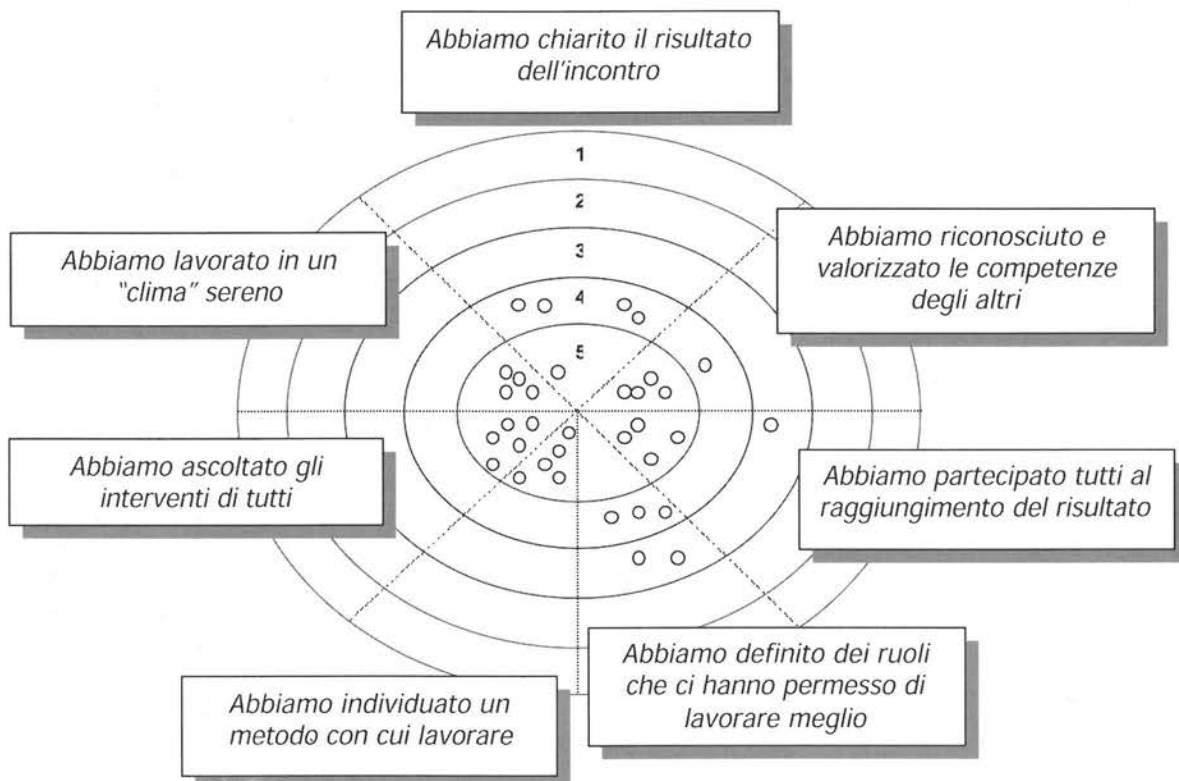 Abbiamo chiarito il risultato
dell'incontro
1
2
3
4
5
Abbiamo lavorato in un
"clima" sereno
Abbiamo riconosciuto e
valorizzato le competenze
degli altri
Abbiamo ascoltato gli
interventi di tutti
Abbiamo partecipato tutti al
raggiungimento del risultato
Abbiamo individuato un
metodo con cui lavorare
Abbiamo definito dei ruoli
che ci hanno permesso di
lavorare meglio